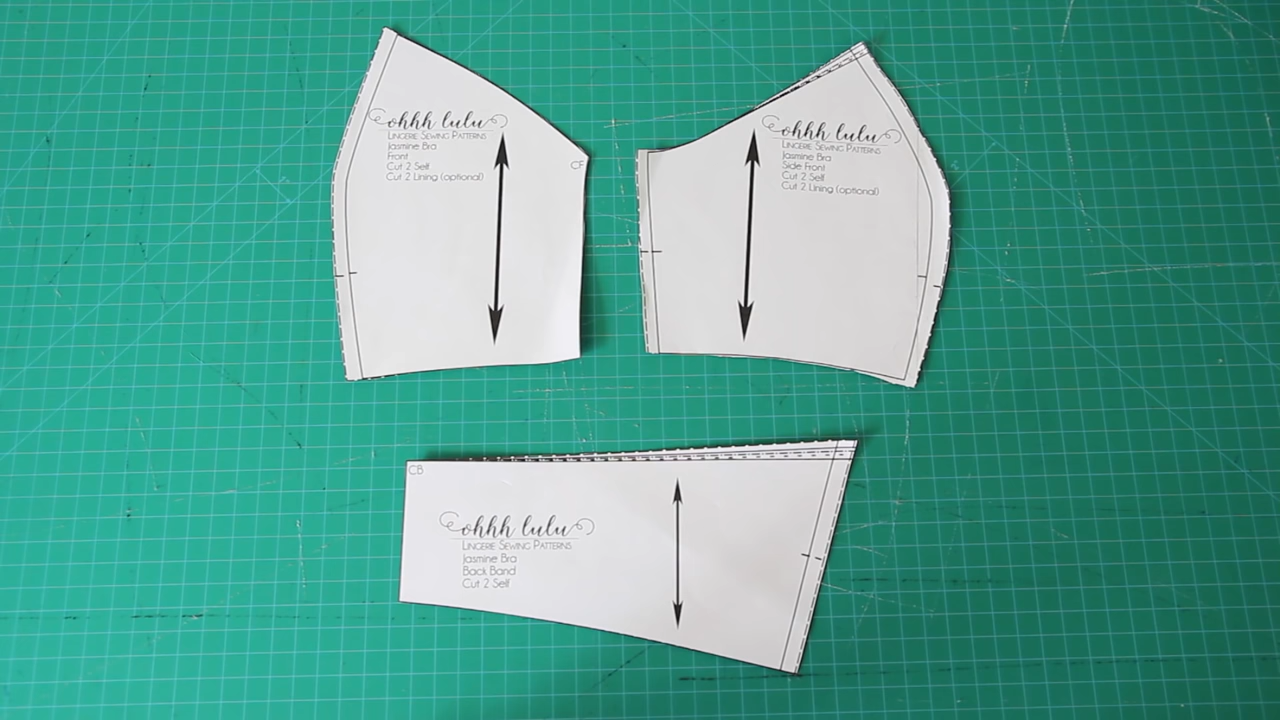 ohhh lulu
LINGERIE SEWING PATTERNS
Jasmine Bra
Front
Cut 2 Self
Cut 2 Lining (optional)
CF
ohhh lulu
LINGERIE SEWING PATTERNS
Jasmine Bra
Side Front
Cut 2 Self
Cut 2 Lining (optional)
CB
ohhh lulu
LINGERIE SEWING PATTERNS
Jasmine Bra
Back Band
Cut 2 Self